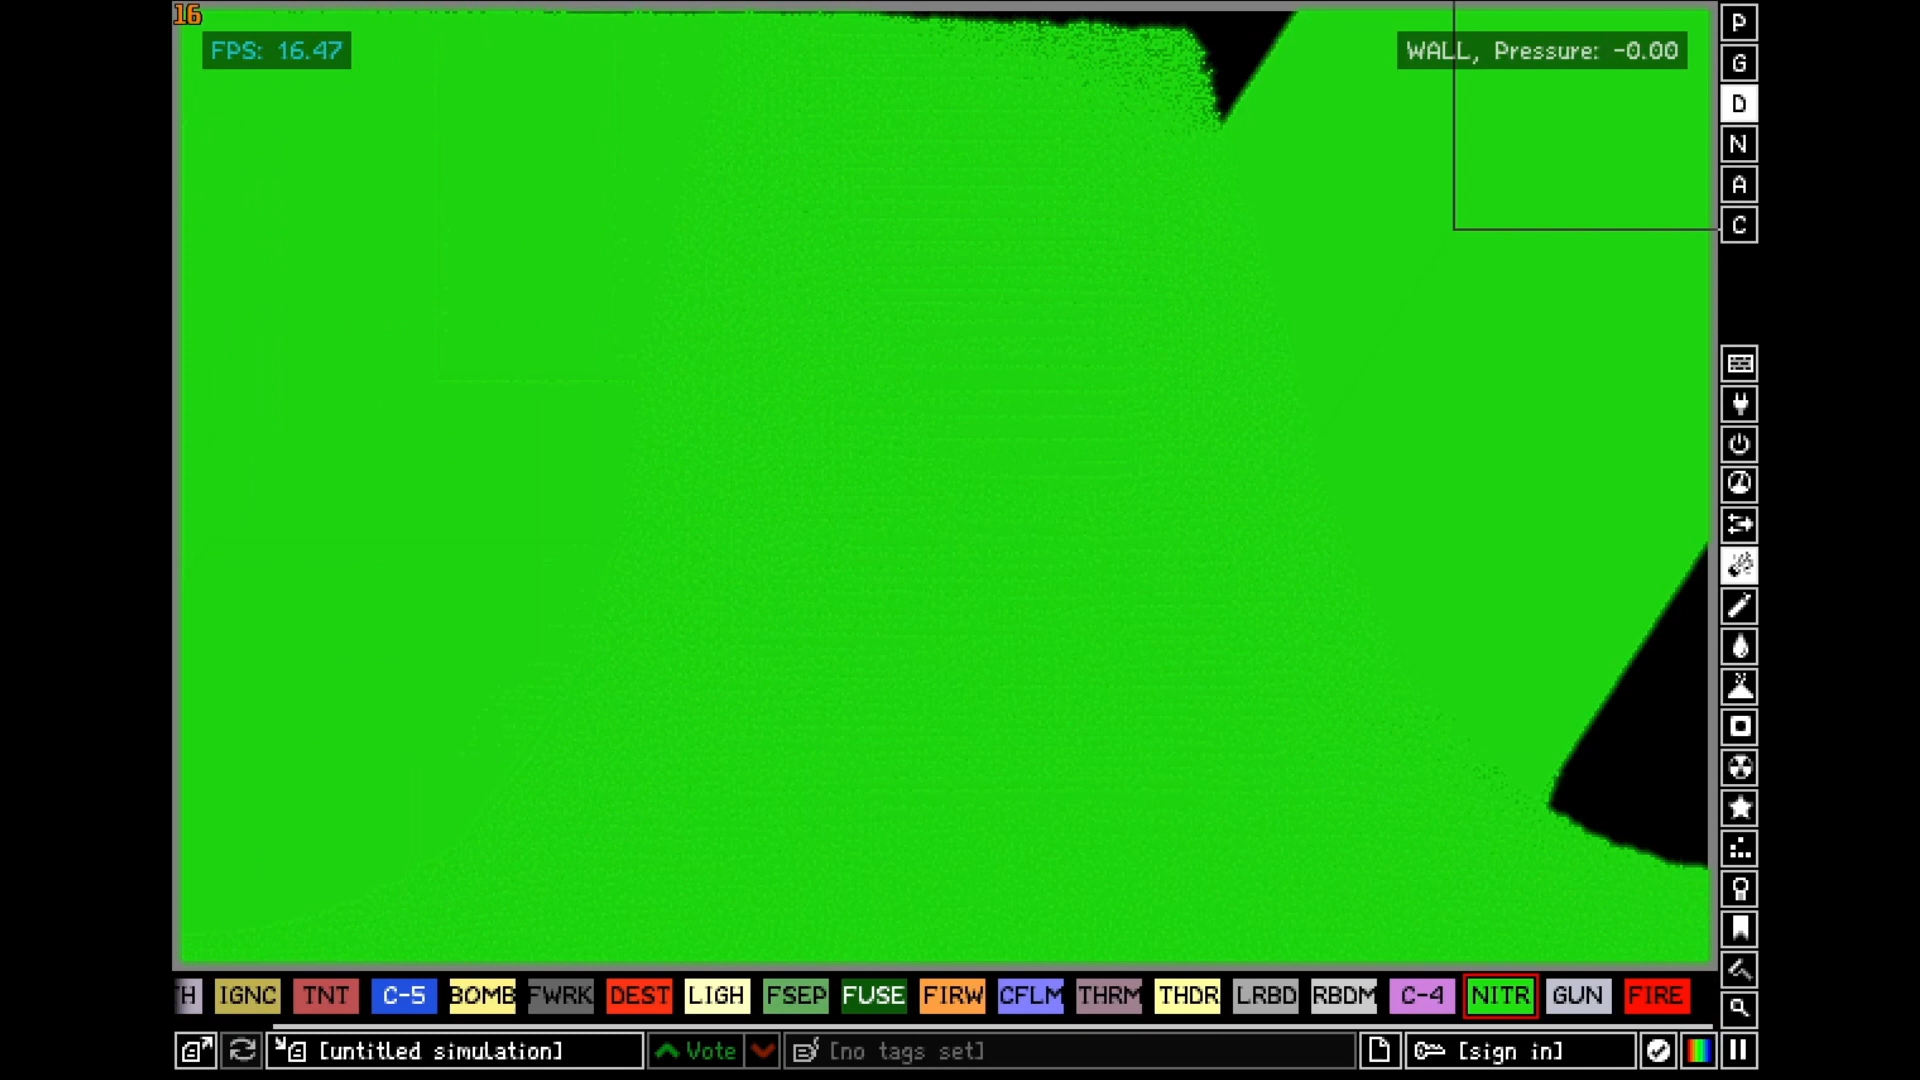 16
FPS: 16.47
WALL, Pressure: -0.00
P
G
D
N
A
C
TH IGNC TNT C-5 BOMB FWRK DEST LIGH FSEP FUSE FIRW CFLM THRM THDR LRBD RBDM C-4 NITR GUN FIRE
[untitled simulation] Vote [no tags set] [sign in]